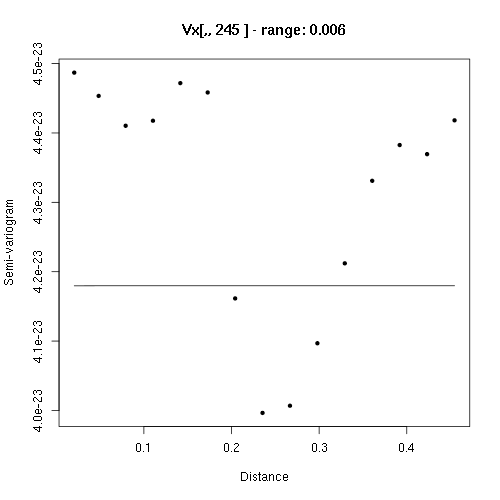 Vx[,, 245 ] - range: 0.006
Semi-variogram
4.5e-23
4.4e-23
4.3e-23
4.2e-23
4.1e-23
4.0e-23
0.1 0.2 0.3 0.4
Distance